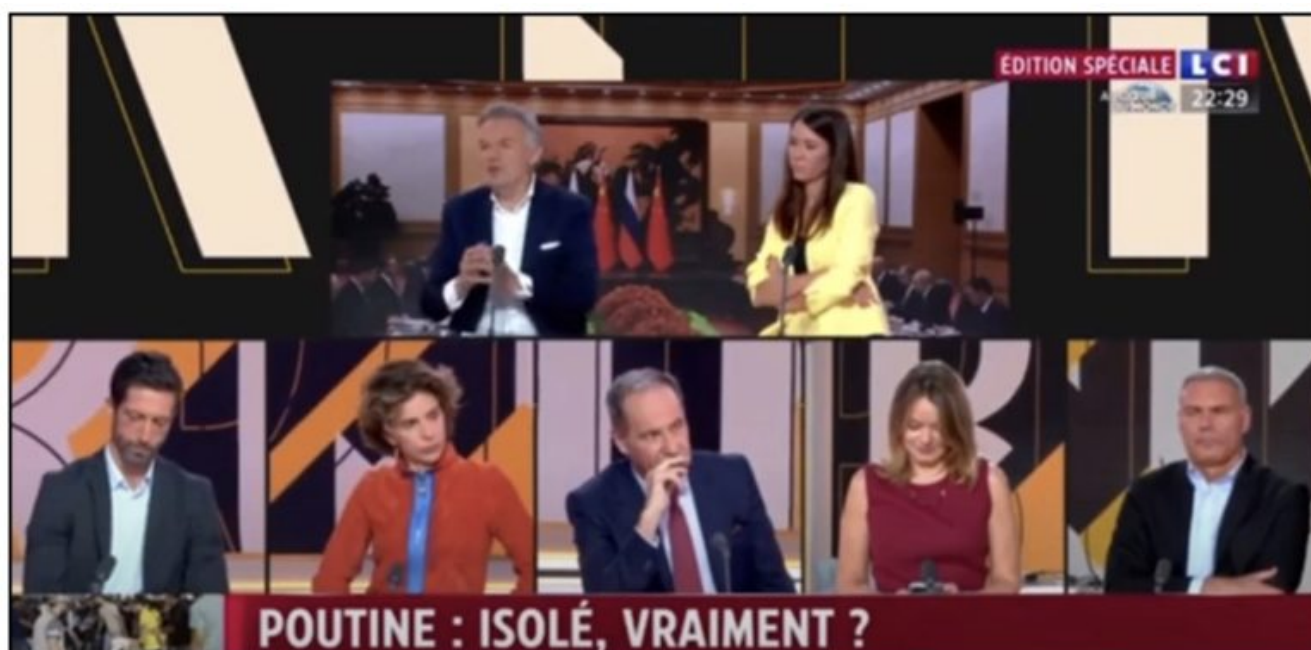 ÉDITION SPÉCIALE LCI
22:29
POUTINE : ISOLÉ, VRAIMENT ?